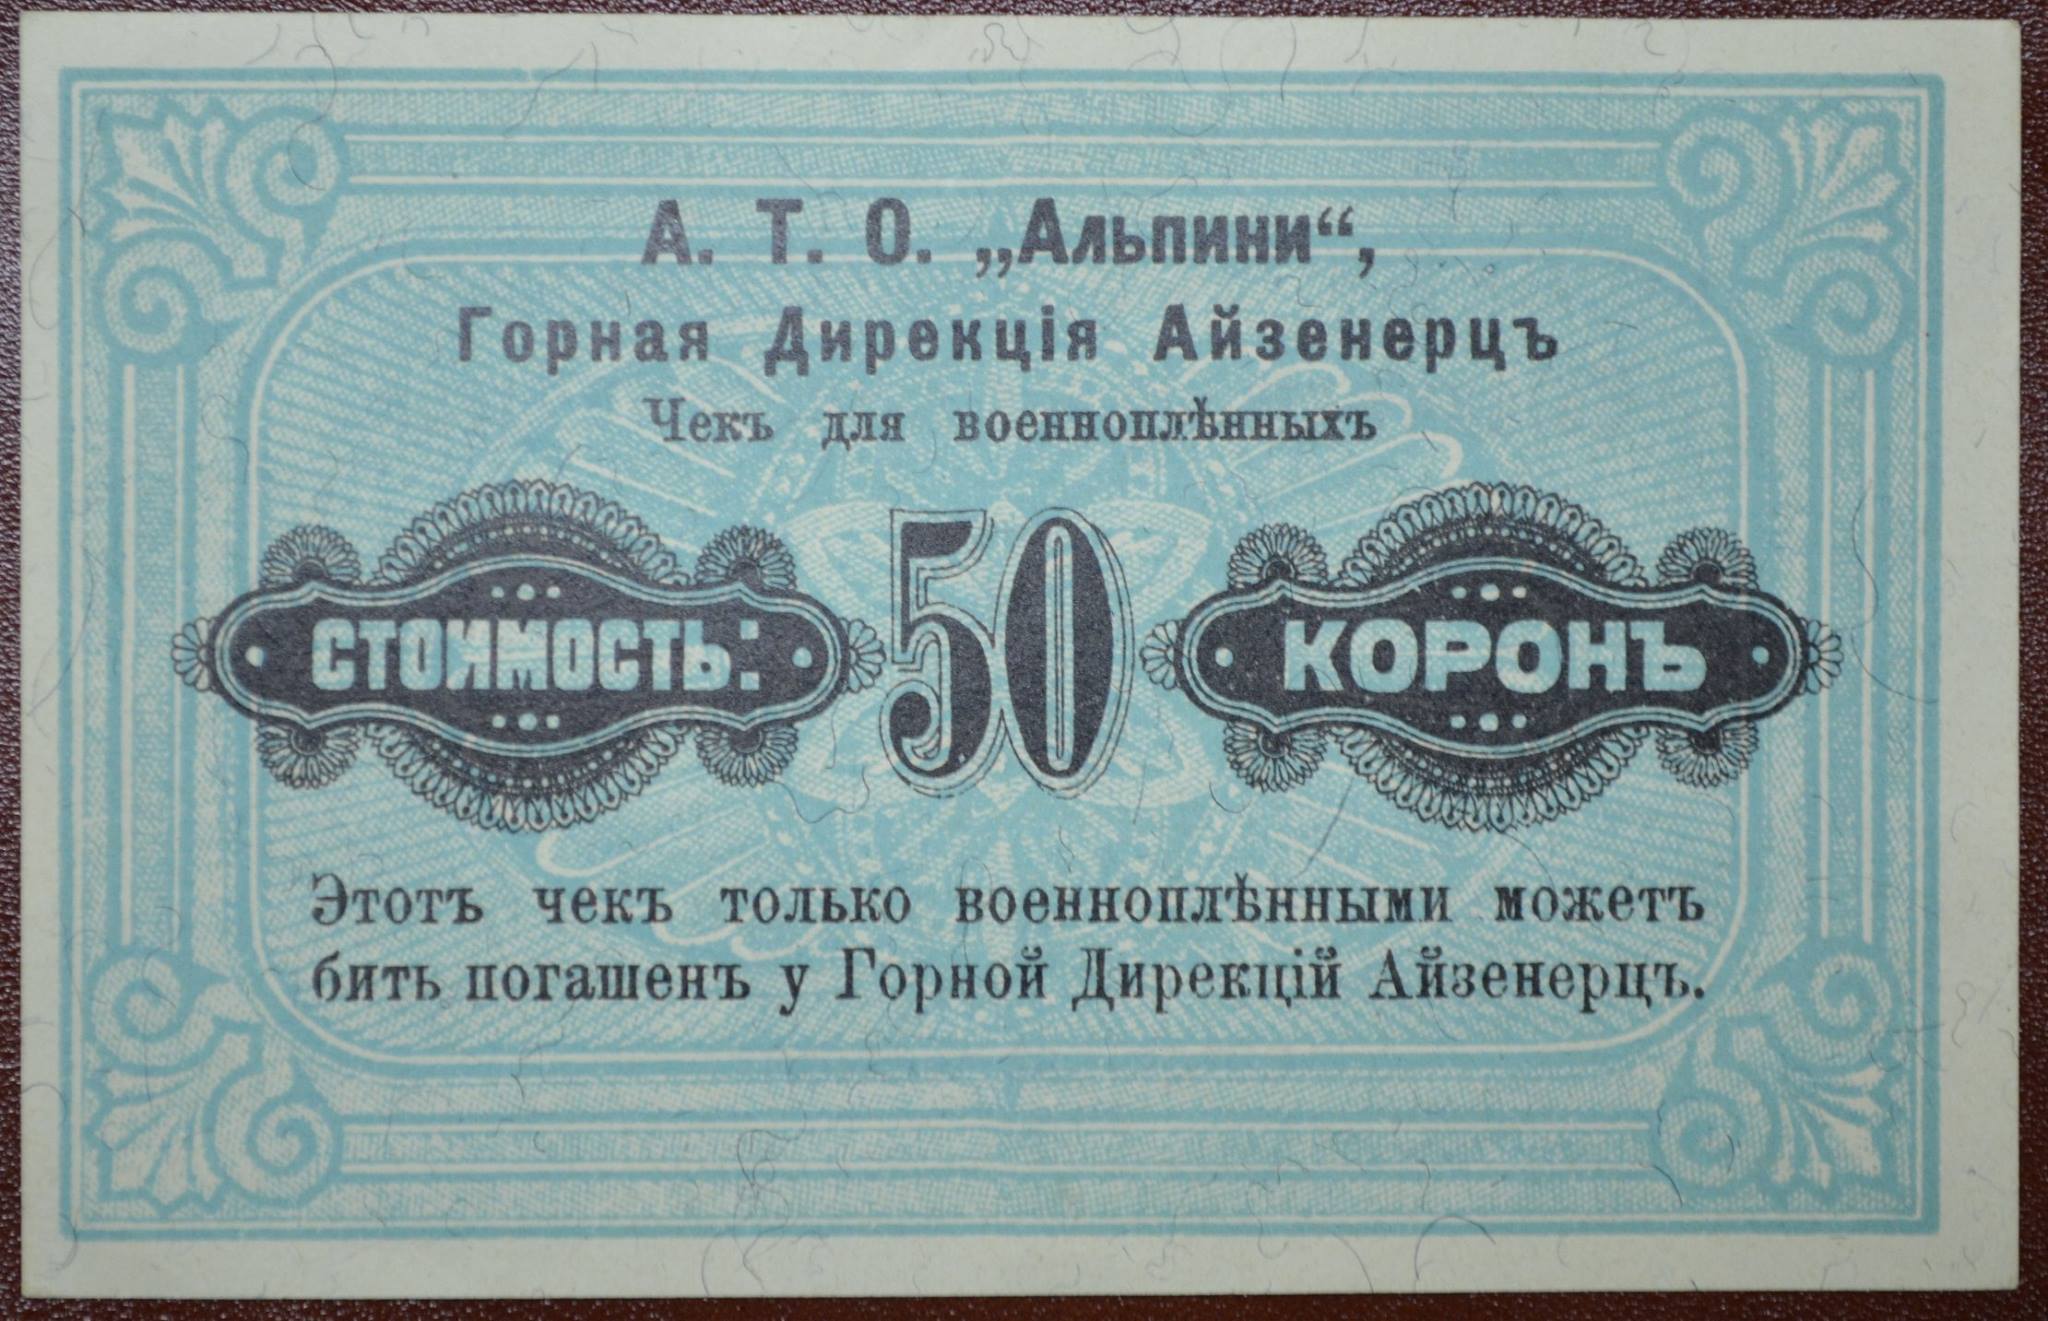 А. Т. О. „Альпини“,
Горная Дирекція Айзенерцъ
Чекъ для военноплѣнныхъ
СТОИМОСТЬ: 50 КОРОНЪ
Этотъ чекъ только военноплѣнными можетъ
бить погашенъ у Горной Дирекцій Айзенерцъ.